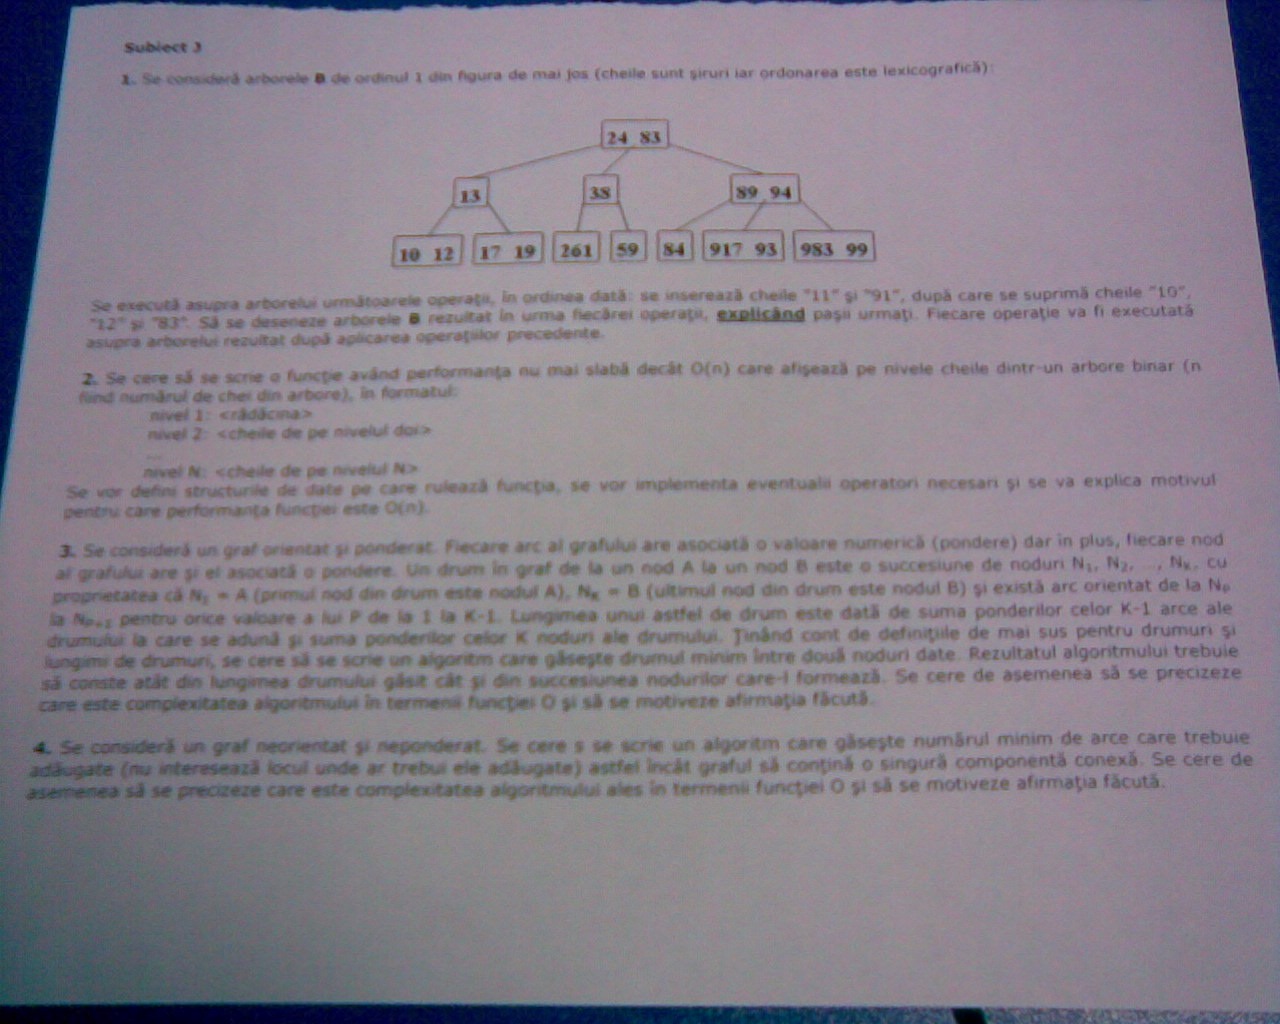 Subiect J
1. Se consideră arborele B de ordinul 1 din figura de mai jos (cheile sunt şiruri iar ordonarea este lexicografică):
24 83
13 38 89 94
10 12 17 19 261 59 84 917 93 983 99
Se execută asupra arborelui următoarele operaţii, în ordinea dată: se inserează cheile "11" şi "91", după care se suprimă cheile "10",
"12" şi "83". Să se deseneze arborele B rezultat în urma fiecărei operaţii, explicând paşii urmaţi. Fiecare operaţie va fi executată
asupra arborelui rezultat după aplicarea operaţiilor precedente.
2. Se cere să se scrie o funcţie având performanţa nu mai slabă decât O(n) care afişează pe nivele cheile dintr-un arbore binar (n
fiind numărul de chei din arbore), în formatul:
nivel 1: <rădăcina>
nivel 2: <cheile de pe nivelul doi>
...
nivel N: <cheile de pe nivelul N>
Se vor defini structurile de date pe care rulează funcţia, se vor implementa eventualii operatori necesari şi se va explica motivul
pentru care performanţa funcţiei este O(n).
3. Se consideră un graf orientat şi ponderat. Fiecare arc al grafului are asociată o valoare numerică (pondere) dar în plus, fiecare nod
al grafului are şi el asociată o pondere. Un drum în graf de la un nod A la un nod B este o succesiune de noduri N1, N2, ..., NK, cu
proprietatea că N1 = A (primul nod din drum este nodul A), NK = B (ultimul nod din drum este nodul B) şi există arc orientat de la NP
la NP+1 pentru orice valoare a lui P de la 1 la K-1. Lungimea unui astfel de drum este dată de suma ponderilor celor K-1 arce ale
drumului la care se adună şi suma ponderilor celor K noduri ale drumului. Ţinând cont de definiţiile de mai sus pentru drumuri şi
lungimi de drumuri, se cere să se scrie un algoritm care găseşte drumul minim între două noduri date. Rezultatul algoritmului trebuie
să conste atât din lungimea drumului găsit cât şi din succesiunea nodurilor care-l formează. Se cere de asemenea să se precizeze
care este complexitatea algoritmului în termenii funcţiei O şi să se motiveze afirmaţia făcută.
4. Se consideră un graf neorientat şi neponderat. Se cere s se scrie un algoritm care găseşte numărul minim de arce care trebuie
adăugate (nu interesează locul unde ar trebui ele adăugate) astfel încât graful să conţină o singură componentă conexă. Se cere de
asemenea să se precizeze care este complexitatea algoritmului ales în termenii funcţiei O şi să se motiveze afirmaţia făcută.